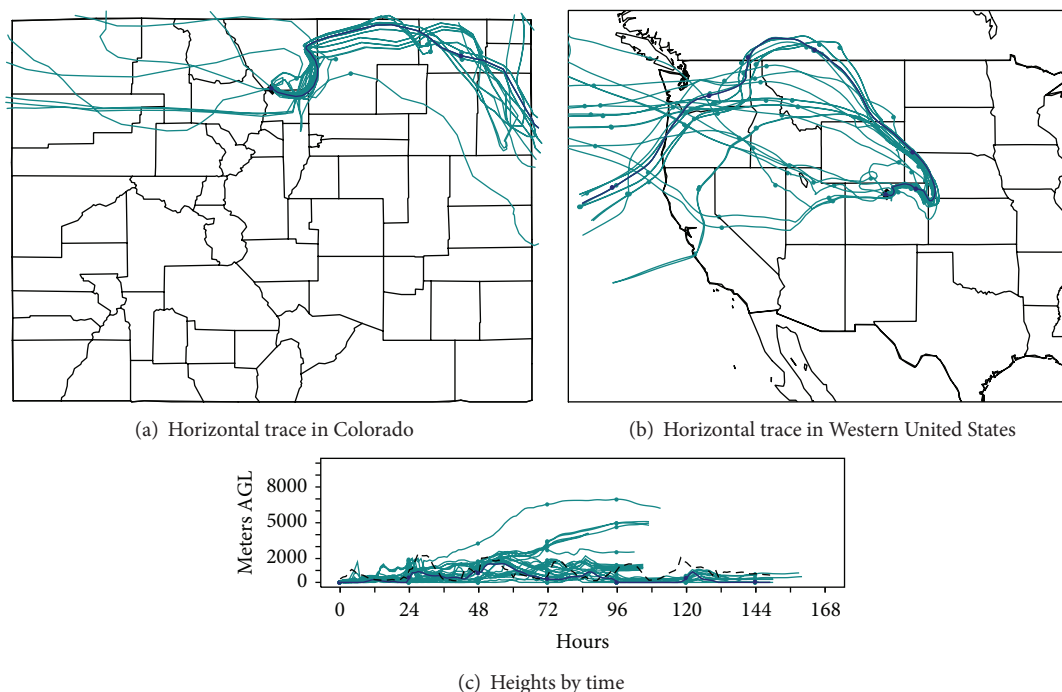 (a) Horizontal trace in Colorado
(b) Horizontal trace in Western United States
Meters AGL
8000
5000
2000
0
0 24 48 72 96 120 144 168
Hours
(c) Heights by time